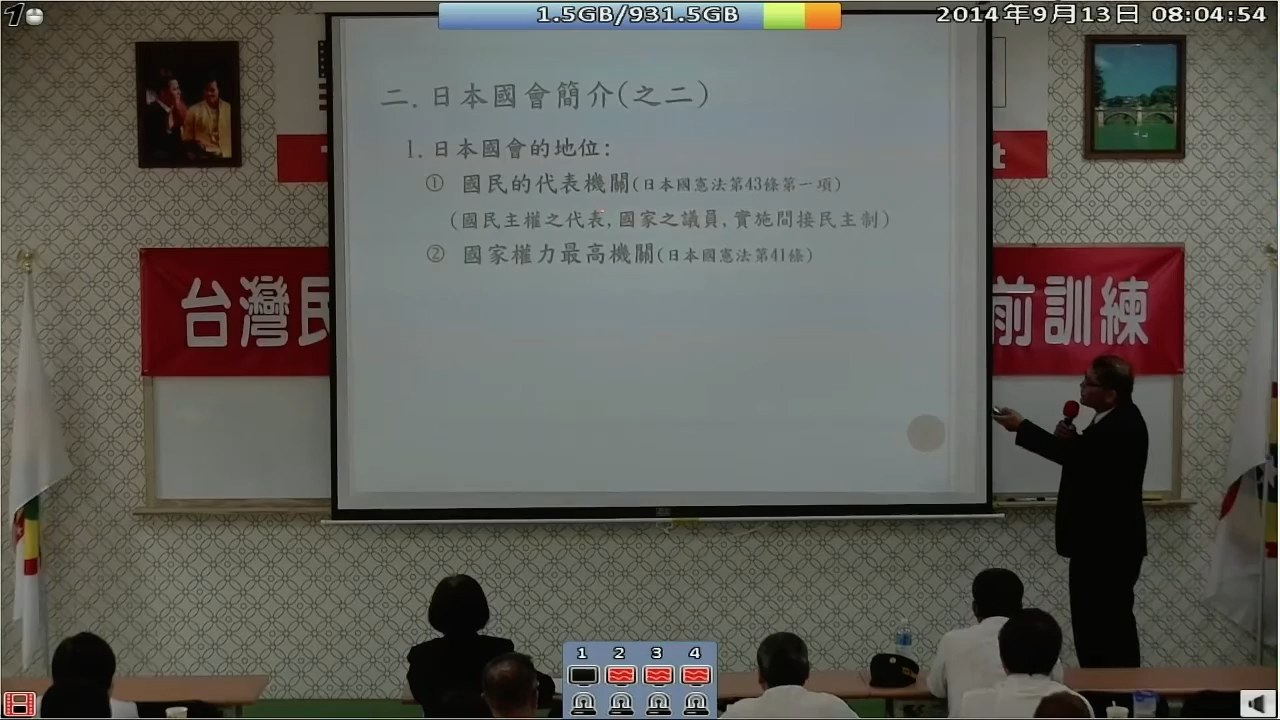 1.5GB/931.5GB
2014年9月13日 08:04:54
二. 日本國會簡介(之二)
1. 日本國會的地位:
① 國民的代表機關(日本國憲法第43條第一項)
(國民主權之代表, 國家之議員, 實施間接民主制)
② 國家權力最高機關(日本國憲法第41條)
t
台灣民
前訓練
1 2 3 4